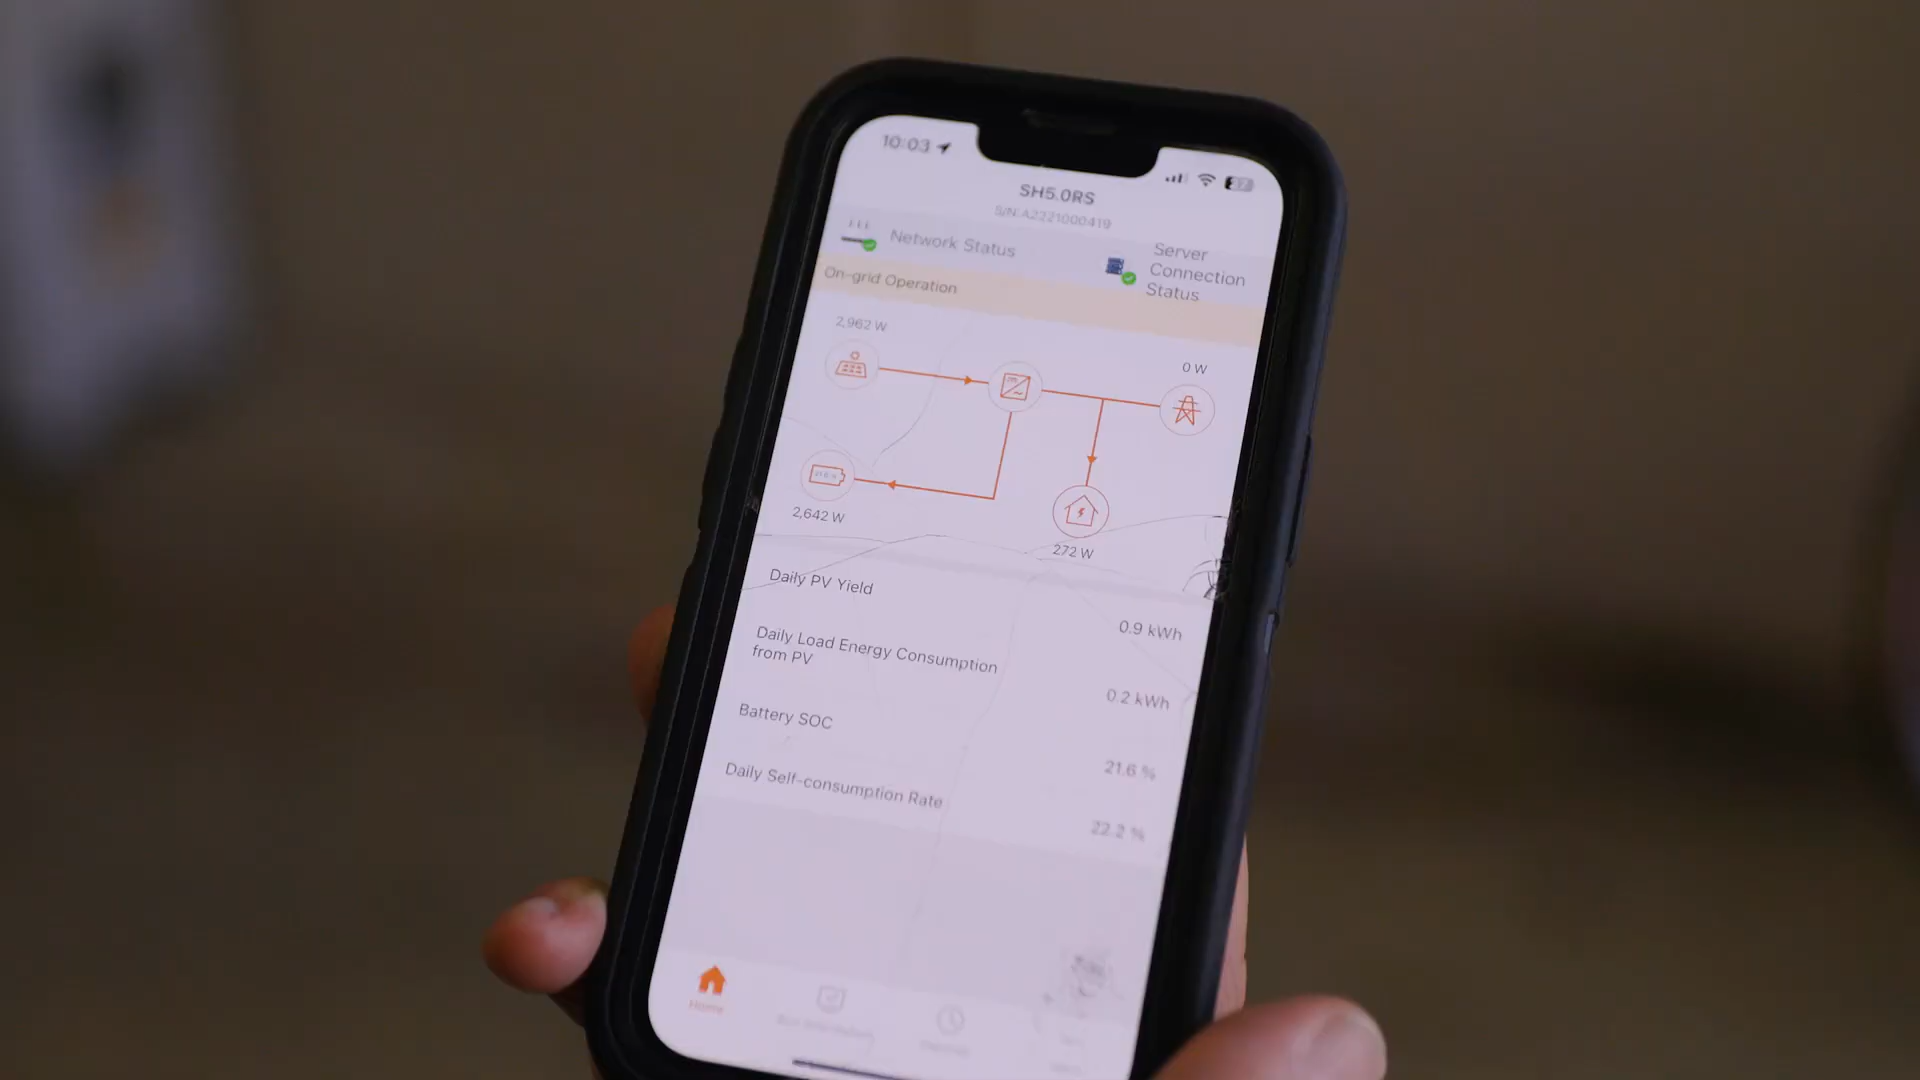 10:03
SH5.0RS
S/N:A2221000419
Network Status
Server
Connection
Status
On-grid Operation
2,962 W
0 W
2,642 W
272 W
Daily PV Yield
0.9 kWh
Daily Load Energy Consumption
from PV
0.2 kWh
Battery SOC
21.6 %
Daily Self-consumption Rate
22.2 %
Home